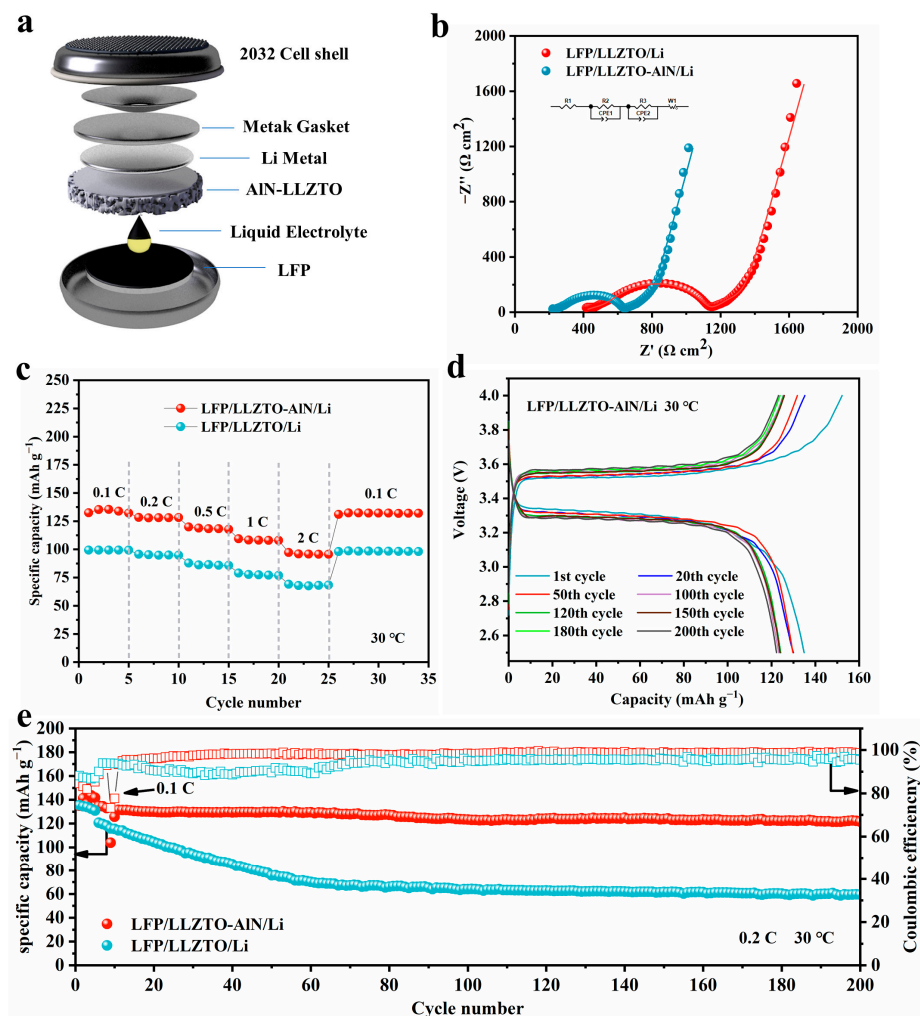 a
2032 Cell shell
Metak Gasket
Li Metal
AlN-LLZTO
Liquid Electrolyte
LFP
b
LFP/LLZTO/Li
LFP/LLZTO-AlN/Li
R1 R2 R3 W1
CPE1 CPE2
−Z'' (Ω cm²)
2000
1600
1200
800
400
0
0 400 800 1200 1600 2000
Z' (Ω cm²)
c
LFP/LLZTO-AlN/Li
LFP/LLZTO/Li
Specific capacity (mAh g⁻¹)
250
225
200
175
150
125
100
75
50
25
0
0.1 C 0.2 C 0.5 C 1 C 2 C 0.1 C
30 °C
0 5 10 15 20 25 30 35
Cycle number
d
LFP/LLZTO-AlN/Li 30 °C
Voltage (V)
4.0
3.8
3.6
3.4
3.2
3.0
2.8
2.6
1st cycle 20th cycle
50th cycle 100th cycle
120th cycle 150th cycle
180th cycle 200th cycle
0 20 40 60 80 100 120 140 160
Capacity (mAh g⁻¹)
e
specific capacity (mAh g⁻¹)
200
180
160
140
120
100
80
60
40
20
0
0.1 C
LFP/LLZTO-AlN/Li
LFP/LLZTO/Li
0.2 C 30 °C
100
80
60
40
20
0
Coulombic efficiencny (%)
0 20 40 60 80 100 120 140 160 180 200
Cycle number